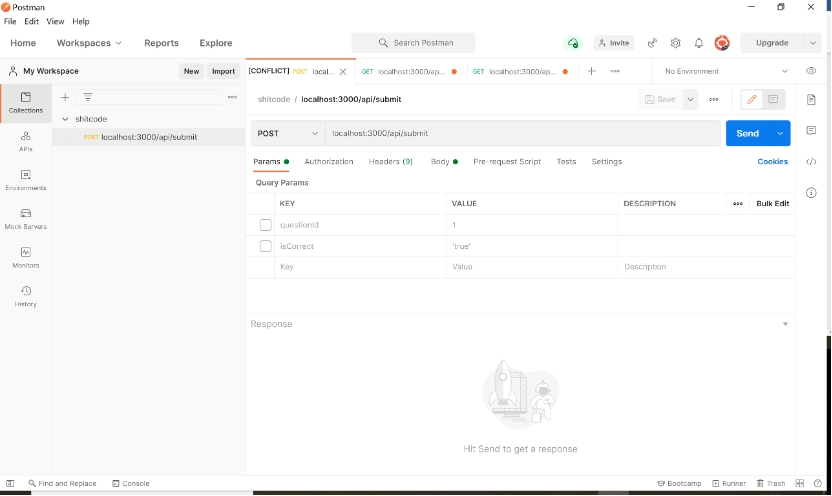 Postman
File Edit View Help
Home Workspaces Reports Explore Search Postman Invite Upgrade
My Workspace New Import [CONFLICT] POST local... GET localhost:3000/ap... GET localhost:3000/ap... No Environment
Collections
shitcode / localhost:3000/api/submit Save
shitcode
POST localhost:3000/api/submit
POST localhost:3000/api/submit Send
APIs
Params Authorization Headers (9) Body Pre-request Script Tests Settings Cookies
Environments
Query Params
KEY VALUE DESCRIPTION Bulk Edit
Mock Servers
questionId 1
isCorrect 'true'
Key Value Description
Monitors
History
Response
Hit Send to get a response
Find and Replace Console Bootcamp Runner Trash